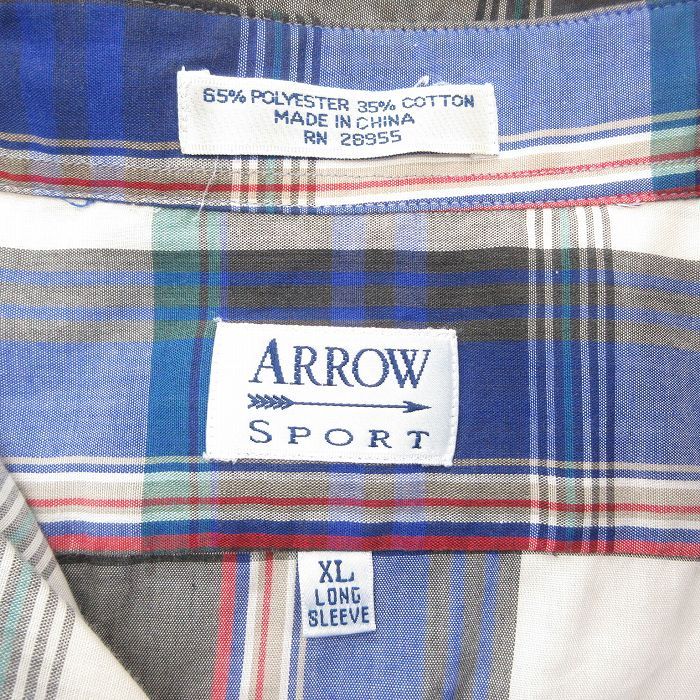 65% POLYESTER 35% COTTON
MADE IN CHINA
RN 28955
ARROW
SPORT
XL
LONG
SLEEVE